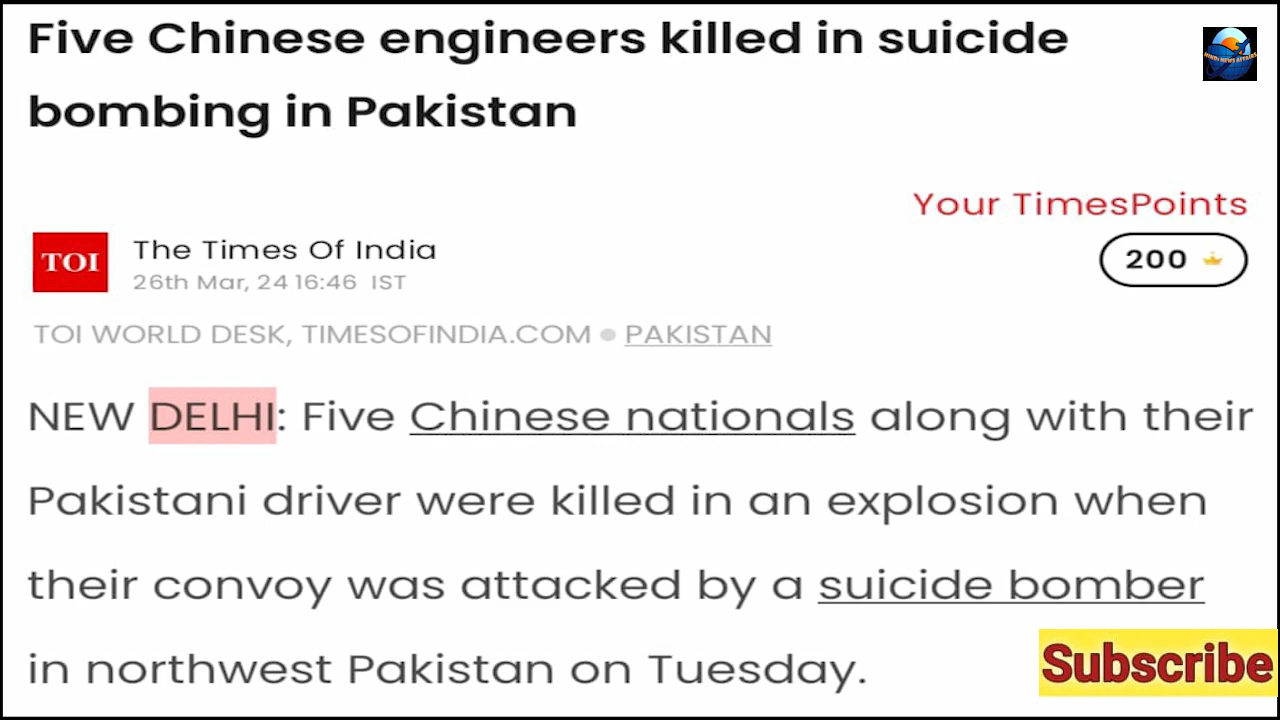 Five Chinese engineers killed in suicide
bombing in Pakistan
HINDI NEWS AFFAIRS
Your TimesPoints
TOI
The Times Of India
200
26th Mar, 24 16:46 IST
TOI WORLD DESK, TIMESOFINDIA.COM ● PAKISTAN
NEW DELHI: Five Chinese nationals along with their
Pakistani driver were killed in an explosion when
their convoy was attacked by a suicide bomber
in northwest Pakistan on Tuesday.
Subscribe